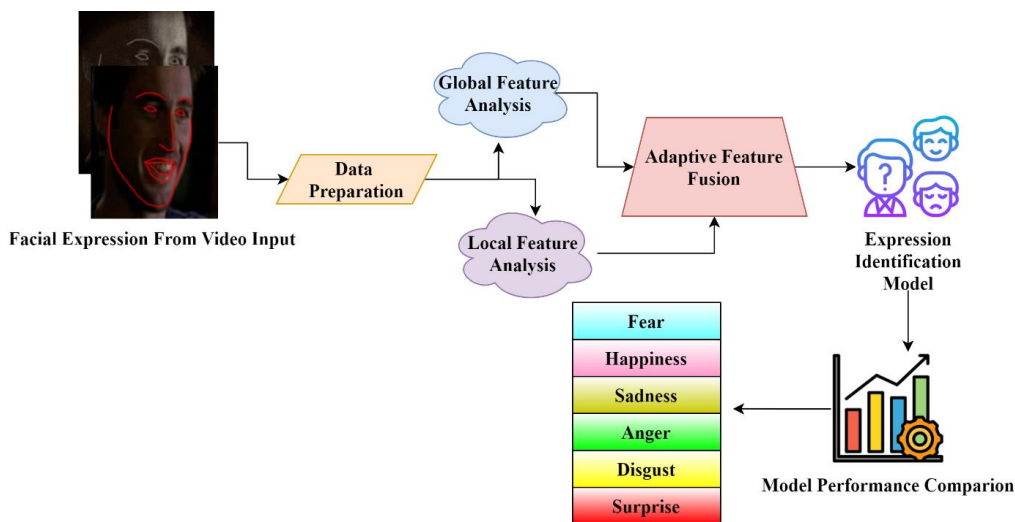 Facial Expression From Video Input
Data
Preparation
Global Feature
Analysis
Local Feature
Analysis
Adaptive Feature
Fusion
?
Expression
Identification
Model
Model Performance Comparion
Fear
Happiness
Sadness
Anger
Disgust
Surprise